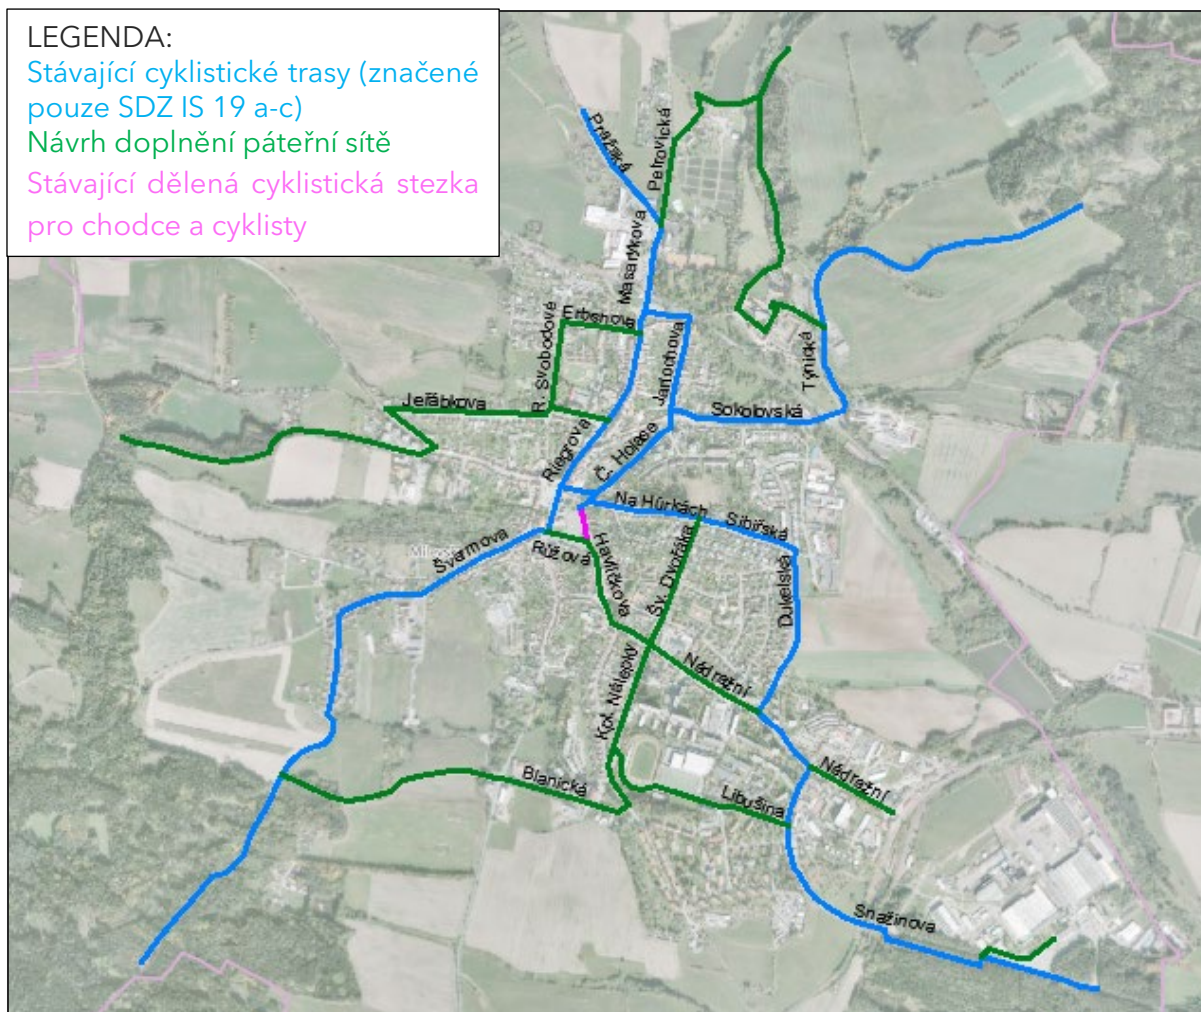 LEGENDA:
Stávající cyklistické trasy (značené
pouze SDZ IS 19 a-c)
Návrh doplnění páteřní sítě
Stávající dělená cyklistická stezka
pro chodce a cyklisty
Pražská
Petrovická
Masarykova
Erbenova
R. Svobodové
Janochova
Týnická
Jeřábkova
Sokolovská
Riegrova
Č. Holase
Na Hůrkách
Sibiřská
Švermova
Růžová
Havlíčkova
Šv. Dvořáka
Dukelská
Kpt. Nálepky
Nádražní
Nádražní
Blanická
Libušina
Snažinova